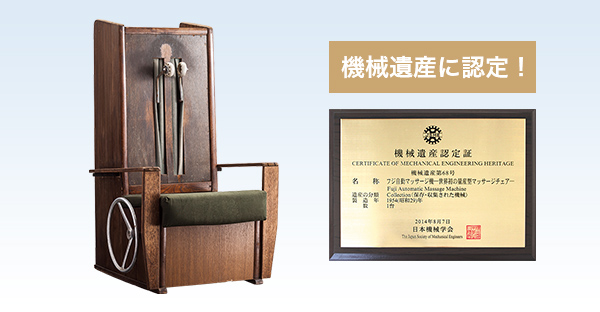 機械遺産に認定！
機械遺産認定証
CERTIFICATE OF MECHANICAL ENGINEERING HERITAGE
機械遺産第68号
名　称　フジ自動マッサージ機―世界初の量産型マッサージチェアー
Fuji Automatic Massage Machine
遺産の分類　Collection(保存・収集された機械)
製造年　1954(昭和29)年
数　1台
2014年8月7日
日本機械学会
The Japan Society of Mechanical Engineers